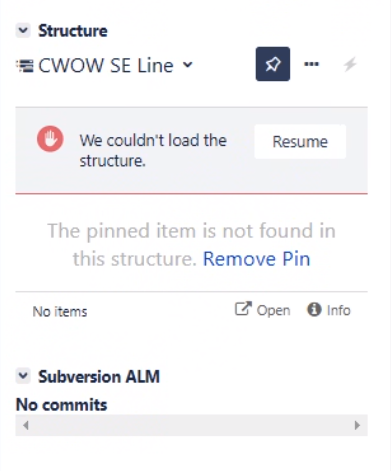 Structure
CWOW SE Line
We couldn't load the
structure.
Resume
The pinned item is not found in
this structure. Remove Pin
No items
Open
Info
Subversion ALM
No commits